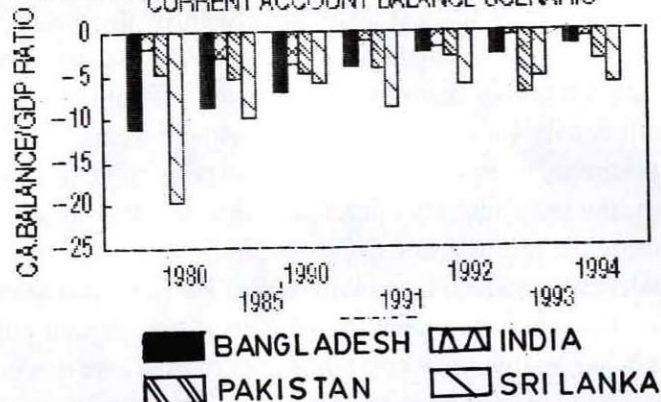 CURRENT ACCOUNT BALANCE SCENARIO
C.A.BALANCE/GDP RATIO
0
-5
-10
-15
-20
-25
1980 1985 1990 1991 1992 1993 1994
BANGLADESH INDIA
PAKISTAN SRI LANKA